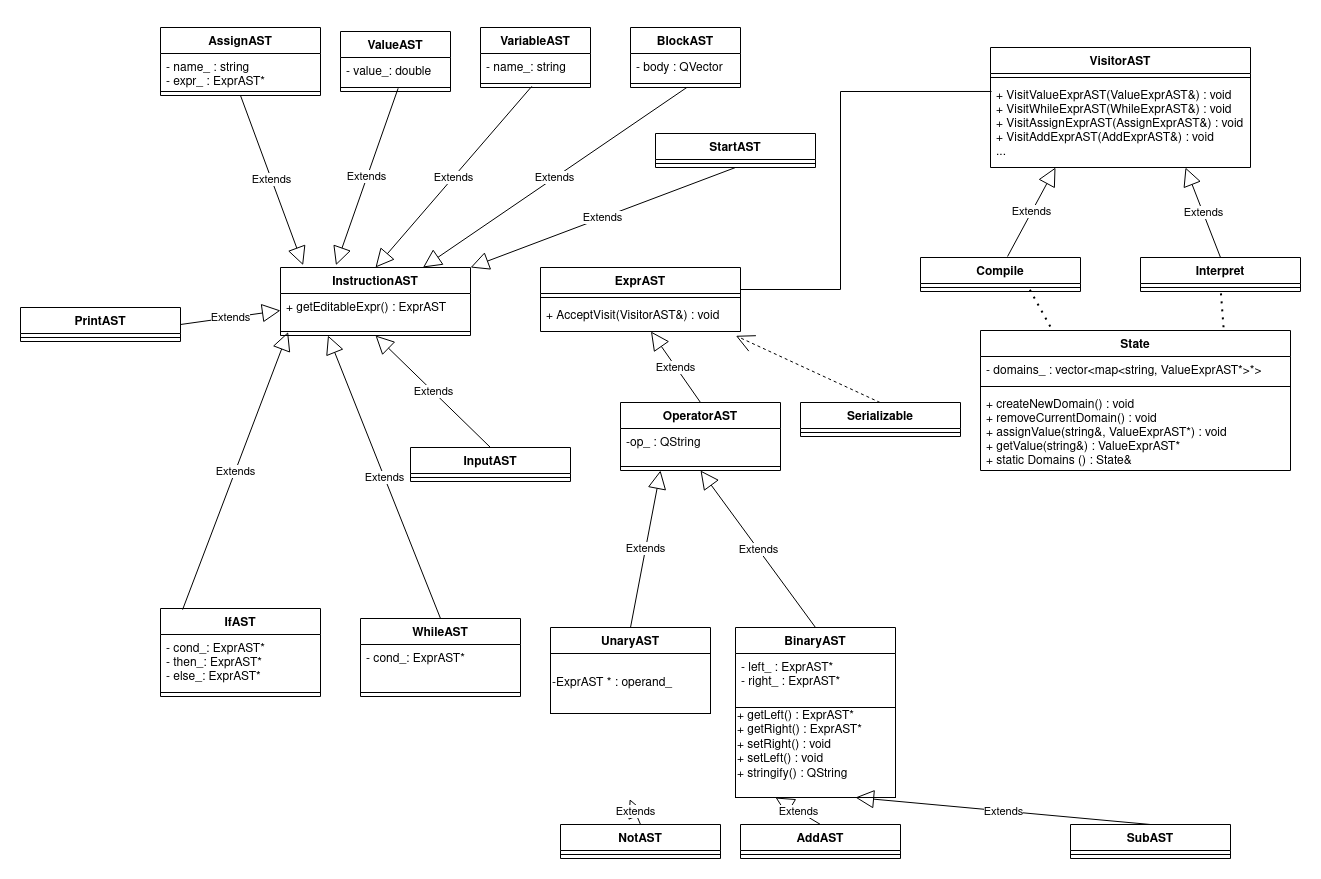 AssignAST
- name_ : string
- expr_ : ExprAST*
ValueAST
- value_: double
VariableAST
- name_: string
BlockAST
- body : QVector
VisitorAST
+ VisitValueExprAST(ValueExprAST&) : void
+ VisitWhileExprAST(WhileExprAST&) : void
+ VisitAssignExprAST(AssignExprAST&) : void
+ VisitAddExprAST(AddExprAST&) : void
...
StartAST
Extends
Extends
Extends
Extends
Extends
Extends
Extends
InstructionAST
+ getEditableExpr() : ExprAST
ExprAST
+ AcceptVisit(VisitorAST&) : void
Compile
Interpret
PrintAST
Extends
State
- domains_ : vector<map<string, ValueExprAST*>*>
+ createNewDomain() : void
+ removeCurrentDomain() : void
+ assignValue(string&, ValueExprAST*) : void
+ getValue(string&) : ValueExprAST*
+ static Domains () : State&
Extends
Extends
OperatorAST
-op_ : QString
Serializable
InputAST
Extends
Extends
Extends
Extends
IfAST
- cond_: ExprAST*
- then_: ExprAST*
- else_: ExprAST*
WhileAST
- cond_: ExprAST*
UnaryAST
-ExprAST * : operand_
BinaryAST
- left_ : ExprAST*
- right_ : ExprAST*
+ getLeft() : ExprAST*
+ getRight() : ExprAST*
+ setRight() : void
+ setLeft() : void
+ stringify() : QString
Extends
Extends
Extends
NotAST
AddAST
SubAST